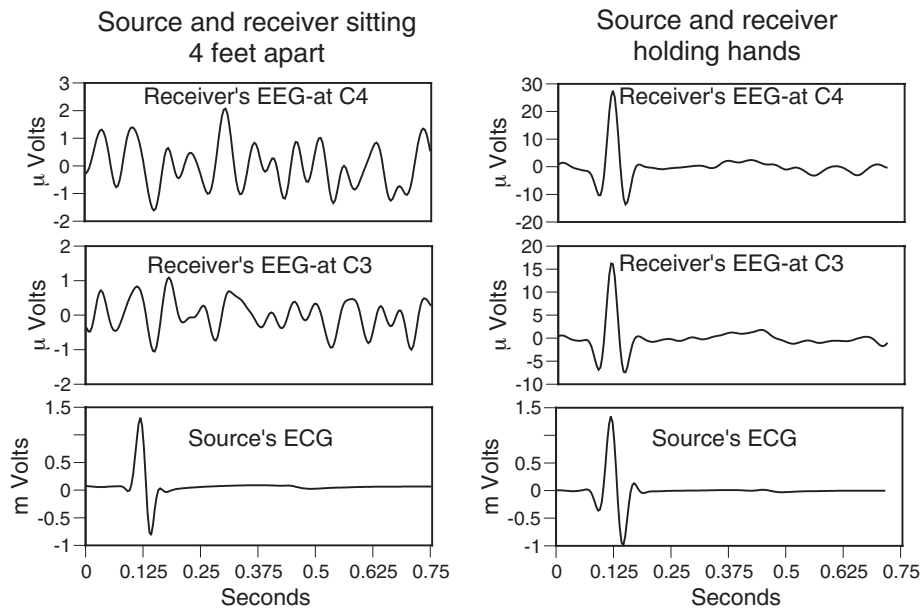 Source and receiver sitting
4 feet apart
3
2
1
0
-1
-2
μ Volts
Receiver's EEG-at C4
2
1
0
-1
-2
μ Volts
Receiver's EEG-at C3
1.5
0.5
0
-0.5
-1
m Volts
Source's ECG
0 0.125 0.25 0.375 0.5 0.625 0.75
Seconds
Source and receiver
holding hands
30
20
10
0
-10
-20
μ Volts
Receiver's EEG-at C4
20
15
10
5
0
-5
-10
μ Volts
Receiver's EEG-at C3
1.5
0.5
0
-0.5
-1
m Volts
Source's ECG
0 0.125 0.25 0.375 0.5 0.625 0.75
Seconds